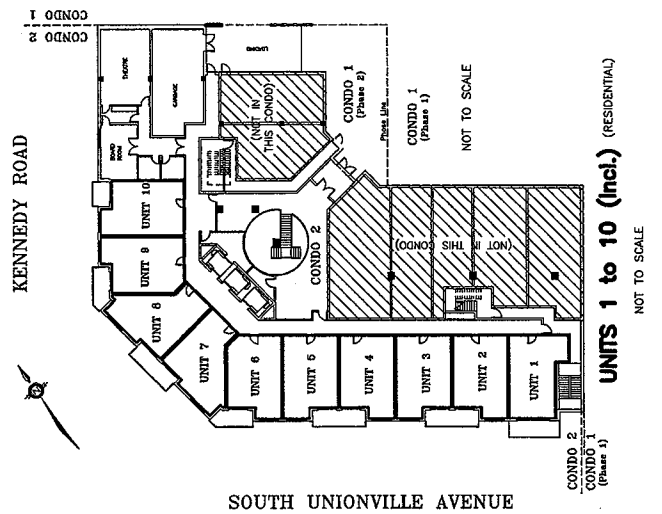 CONDO 1
CONDO 2
KENNEDY ROAD
THEATRE
GARBAGE
LOADING
BOARD ROOM
(NOT IN
THIS CONDO)
CONDO 1
(Phase 2)
Phase Line
CONDO 1
(Phase 1)
NOT TO SCALE
UNIT 10
UNIT 9
UNIT 8
UNIT 7
UNIT 6
UNIT 5
UNIT 4
UNIT 3
UNIT 2
UNIT 1
CONDO 2
(NOT IN THIS CONDO)
CONDO 2
CONDO 1
(Phase 1)
UNITS 1 to 10 (Incl.) (RESIDENTIAL)
NOT TO SCALE
SOUTH UNIONVILLE AVENUE